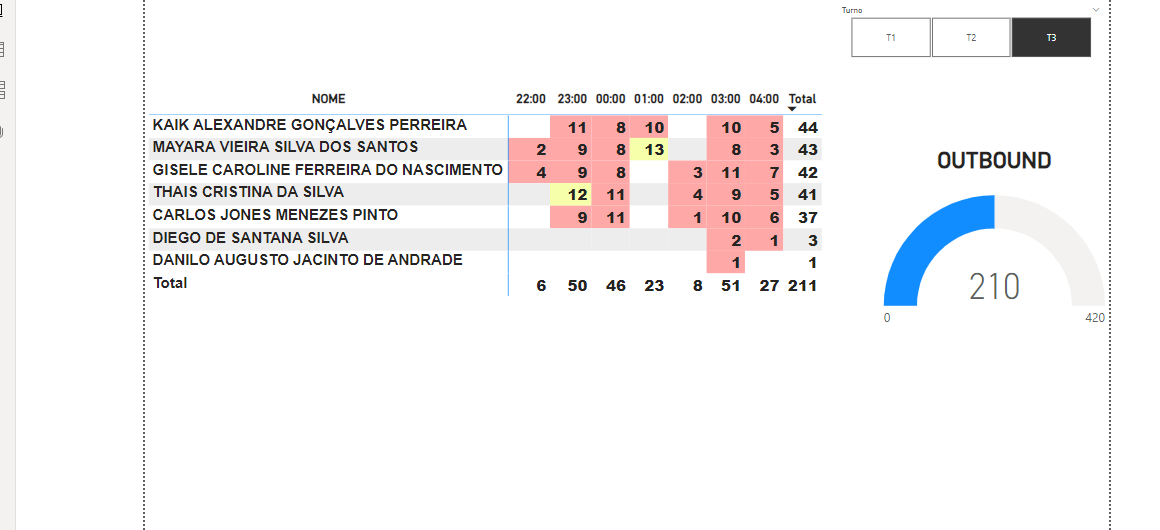 Turno
T1 T2 T3
NOME 22:00 23:00 00:00 01:00 02:00 03:00 04:00 Total
KAIK ALEXANDRE GONÇALVES PERREIRA 11 8 10 10 5 44
MAYARA VIEIRA SILVA DOS SANTOS 2 9 8 13 8 3 43
GISELE CAROLINE FERREIRA DO NASCIMENTO 4 9 8 3 11 7 42
THAIS CRISTINA DA SILVA 12 11 4 9 5 41
CARLOS JONES MENEZES PINTO 9 11 1 10 6 37
DIEGO DE SANTANA SILVA 2 1 3
DANILO AUGUSTO JACINTO DE ANDRADE 1 1
Total 6 50 46 23 8 51 27 211
OUTBOUND
210
0 420